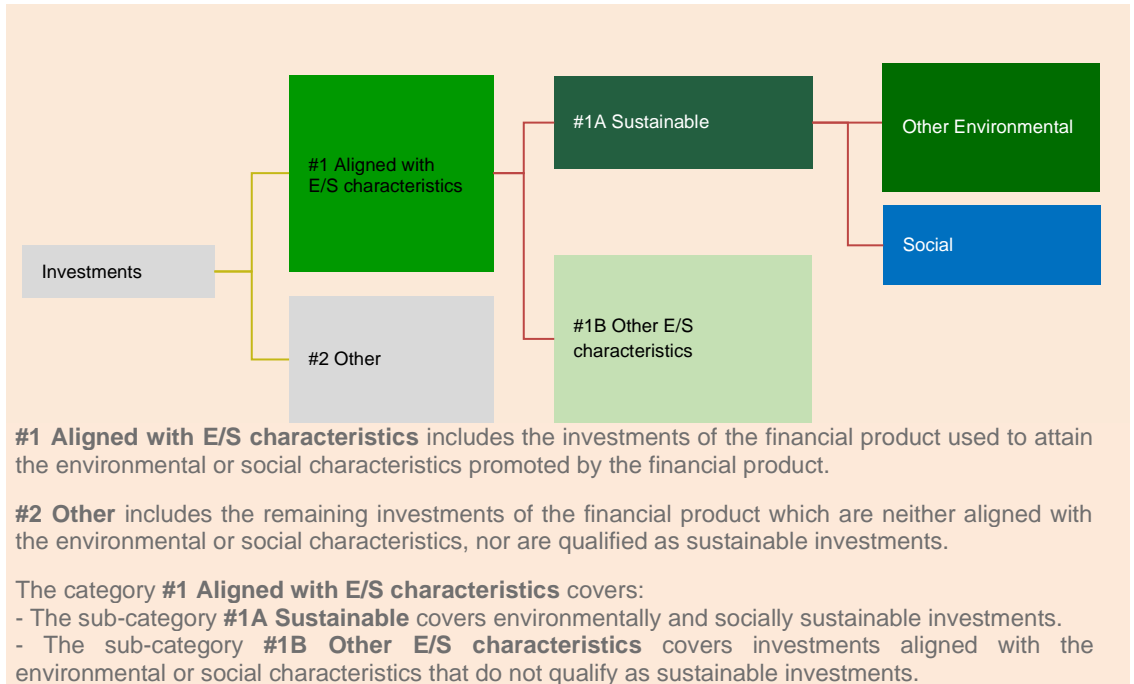 #1A Sustainable
Other Environmental
#1 Aligned with
E/S characteristics
Social
Investments
#1B Other E/S
characteristics
#2 Other
#1 Aligned with E/S characteristics includes the investments of the financial product used to attain
the environmental or social characteristics promoted by the financial product.
#2 Other includes the remaining investments of the financial product which are neither aligned with
the environmental or social characteristics, nor are qualified as sustainable investments.
The category #1 Aligned with E/S characteristics covers:
- The sub-category #1A Sustainable covers environmentally and socially sustainable investments.
- The sub-category #1B Other E/S characteristics covers investments aligned with the
environmental or social characteristics that do not qualify as sustainable investments.